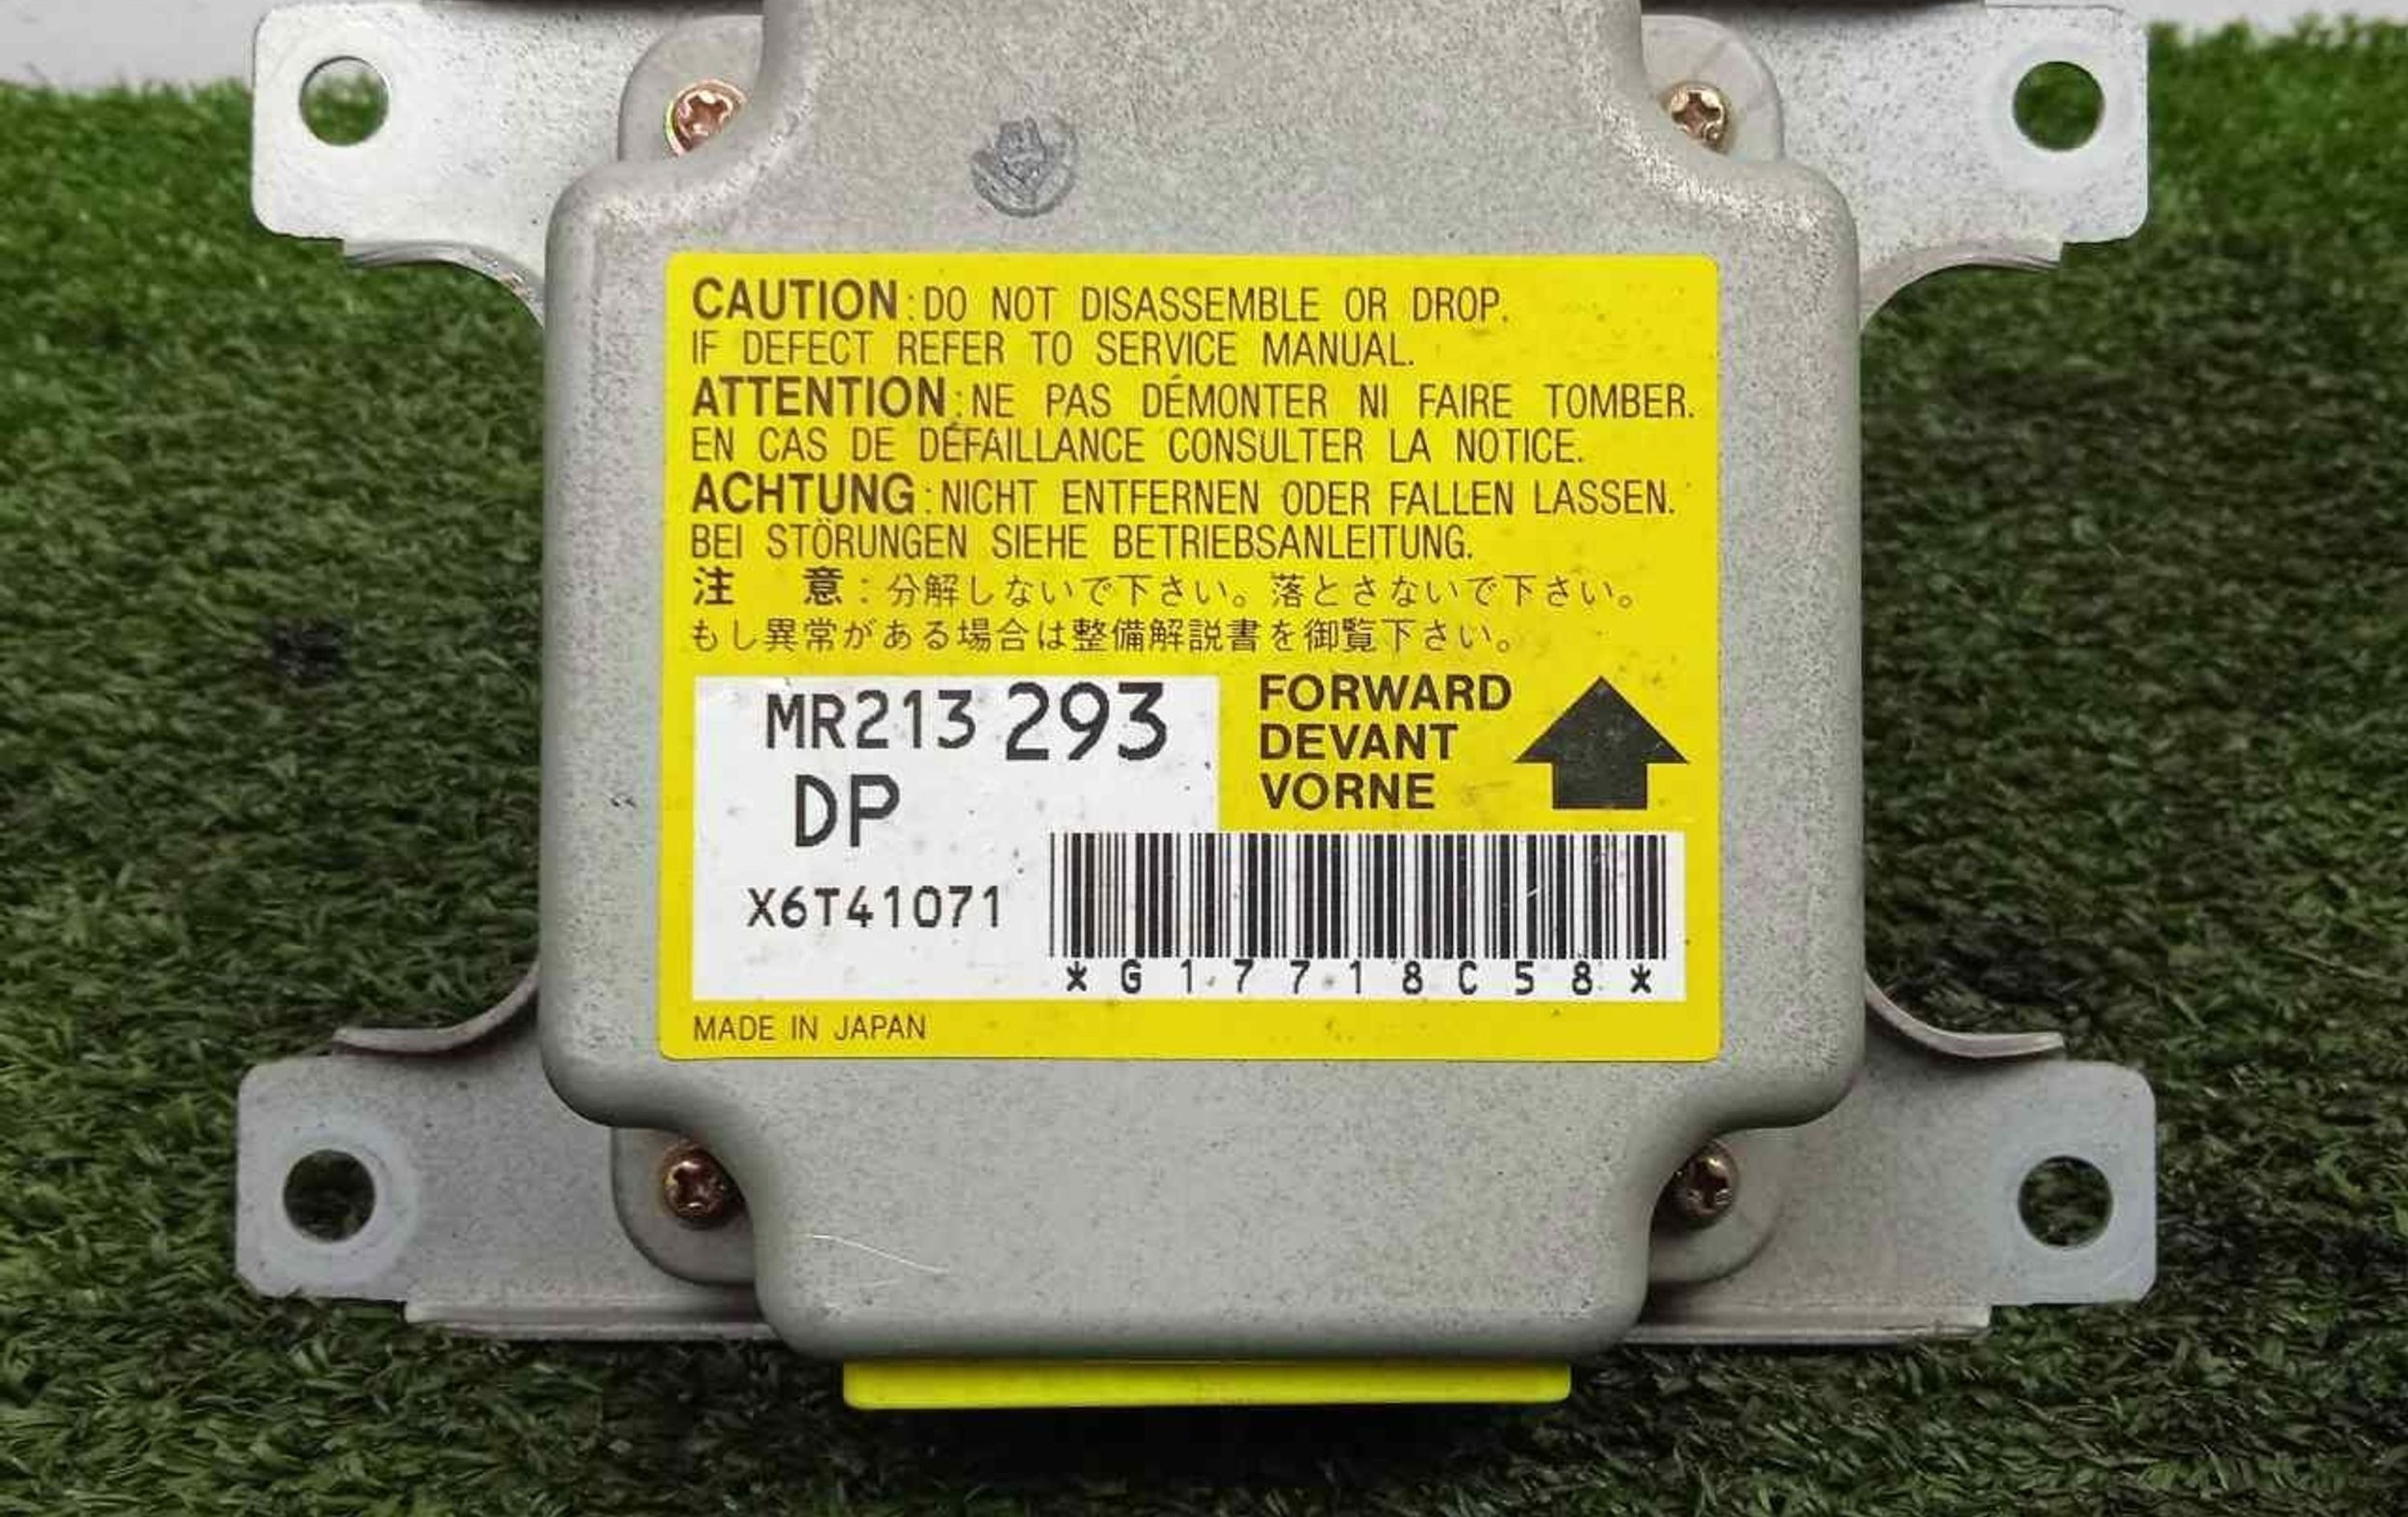 CAUTION:DO NOT DISASSEMBLE OR DROP.
IF DEFECT REFER TO SERVICE MANUAL.
ATTENTION:NE PAS DÉMONTER NI FAIRE TOMBER.
EN CAS DE DÉFAILLANCE CONSULTER LA NOTICE.
ACHTUNG:NICHT ENTFERNEN ODER FALLEN LASSEN.
BEI STÖRUNGEN SIEHE BETRIEBSANLEITUNG.
注 意:分解しないで下さい。落とさないで下さい。
もし異常がある場合は整備解説書を御覧下さい。
MR213 293
DP
X6T41071
FORWARD
DEVANT
VORNE
*G17718C58*
MADE IN JAPAN